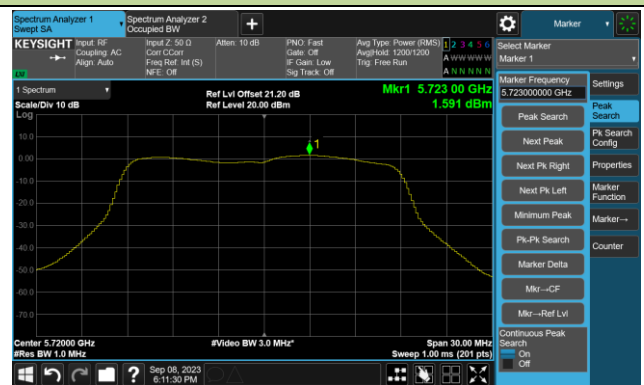 Spectrum Analyzer 1
Swept SA
Spectrum Analyzer 2
Occupied BW
Marker
KEYSIGHT
Input: RF
Coupling: AC
Align: Auto
Input Z: 50 Ω
Corr CCorr
Freq Ref: Int (S)
NFE: Off
Atten: 10 dB
PNO: Fast
Gate: Off
IF Gain: Low
Sig Track: Off
Avg Type: Power (RMS)
Avg|Hold: 1200/1200
Trig: Free Run
1 2 3 4 5 6
A W W W W W
A N N N N N
Select Marker
Marker 1
1 Spectrum
Scale/Div 10 dB
Log
Ref Lvl Offset 21.20 dB
Ref Level 20.00 dBm
Mkr1 5.723 00 GHz
1.591 dBm
10.0
0.00
-10.0
-20.0
-30.0
-40.0
-50.0
-60.0
-70.0
1
Center 5.72000 GHz
#Res BW 1.0 MHz
#Video BW 3.0 MHz*
Span 30.00 MHz
Sweep 1.00 ms (201 pts)
Marker Frequency
5.723000000 GHz
Peak Search
Next Peak
Next Pk Right
Next Pk Left
Minimum Peak
Pk-Pk Search
Marker Delta
Mkr→CF
Mkr→Ref Lvl
Continuous Peak
Search
On
Off
Settings
Peak
Search
Pk Search
Config
Properties
Marker
Function
Marker→
Counter
?
Sep 08, 2023
6:11:30 PM